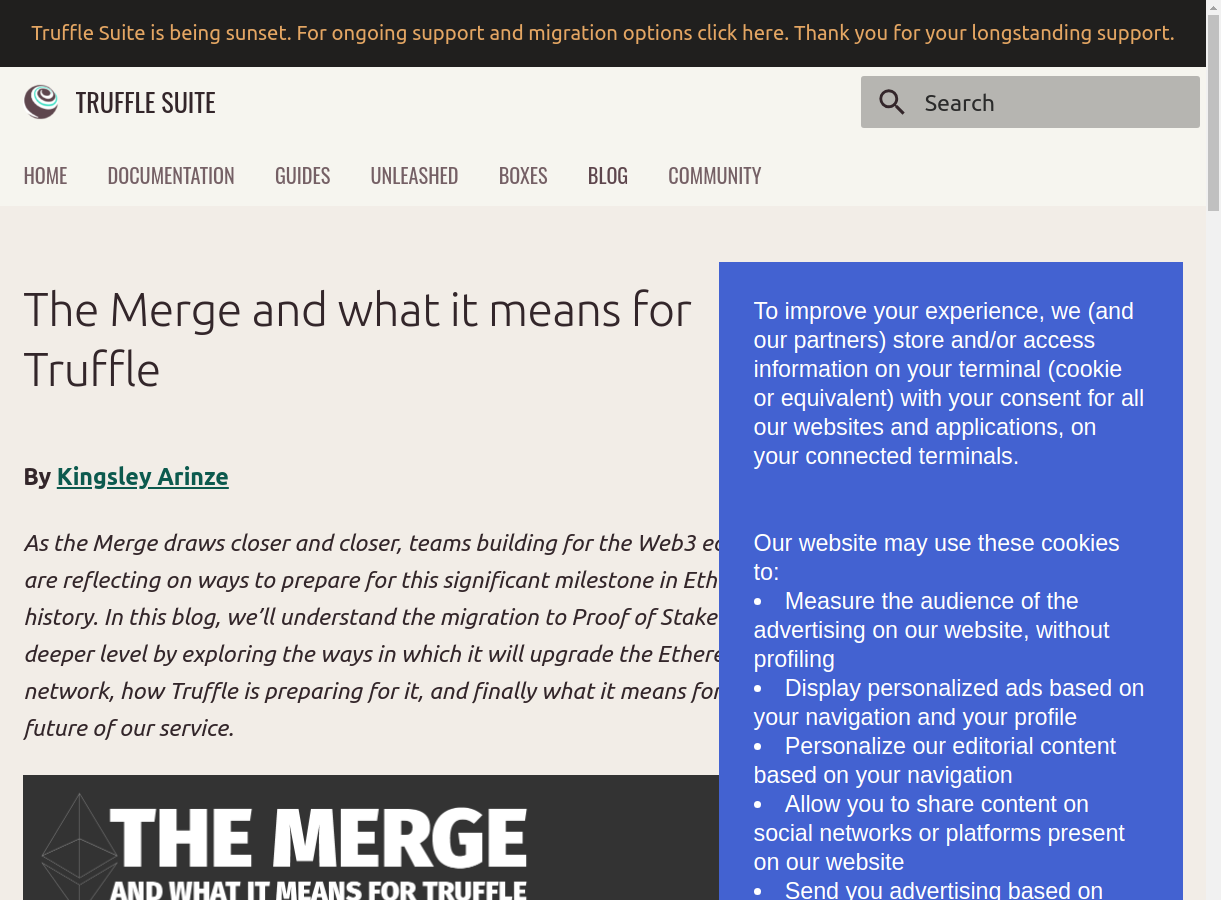 Truffle Suite is being sunset. For ongoing support and migration options click here. Thank you for your longstanding support.
TRUFFLE SUITE
Search
HOME DOCUMENTATION GUIDES UNLEASHED BOXES BLOG COMMUNITY
The Merge and what it means for
Truffle
By Kingsley Arinze
As the Merge draws closer and closer, teams building for the Web3
are reflecting on ways to prepare for this significant milestone in
history. In this blog, we’ll understand the migration to Proof of Stake
deeper level by exploring the ways in which it will upgrade the
network, how Truffle is preparing for it, and finally what it means for
future of our service.
THE MERGE
AND WHAT IT MEANS FOR TRUFFLE
To improve your experience, we (and
our partners) store and/or access
information on your terminal (cookie
or equivalent) with your consent for all
our websites and applications, on
your connected terminals.
Our website may use these cookies
to:
• Measure the audience of the
advertising on our website, without
profiling
• Display personalized ads based on
your navigation and your profile
• Personalize our editorial content
based on your navigation
• Allow you to share content on
social networks or platforms present
on our website
• Send you advertising based on